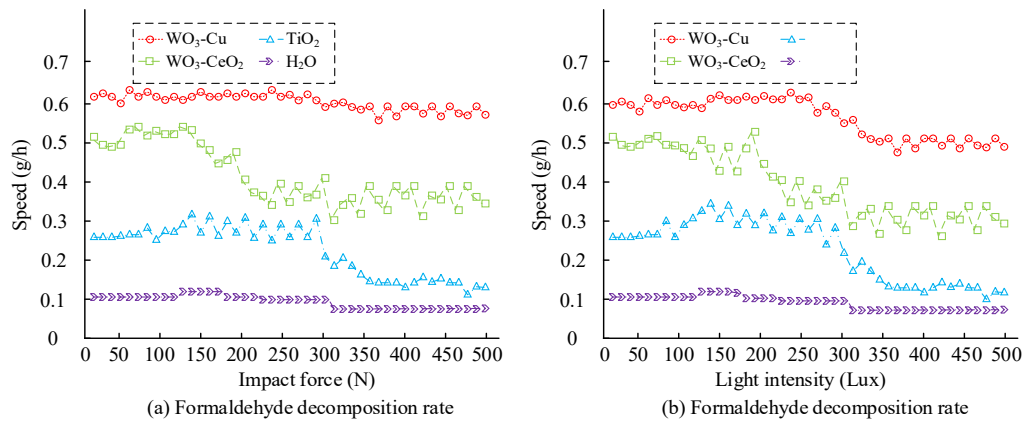 WO₃-Cu TiO₂
WO₃-CeO₂ H₂O
0.7
0.6
0.5
0.4
0.3
0.2
0.1
0
Speed (g/h)
0 50 100 150 200 250 300 350 400 450 500
Impact force (N)
(a) Formaldehyde decomposition rate
WO₃-Cu
WO₃-CeO₂
0.7
0.6
0.5
0.4
0.3
0.2
0.1
0
Speed (g/h)
0 50 100 150 200 250 300 350 400 450 500
Light intensity (Lux)
(b) Formaldehyde decomposition rate